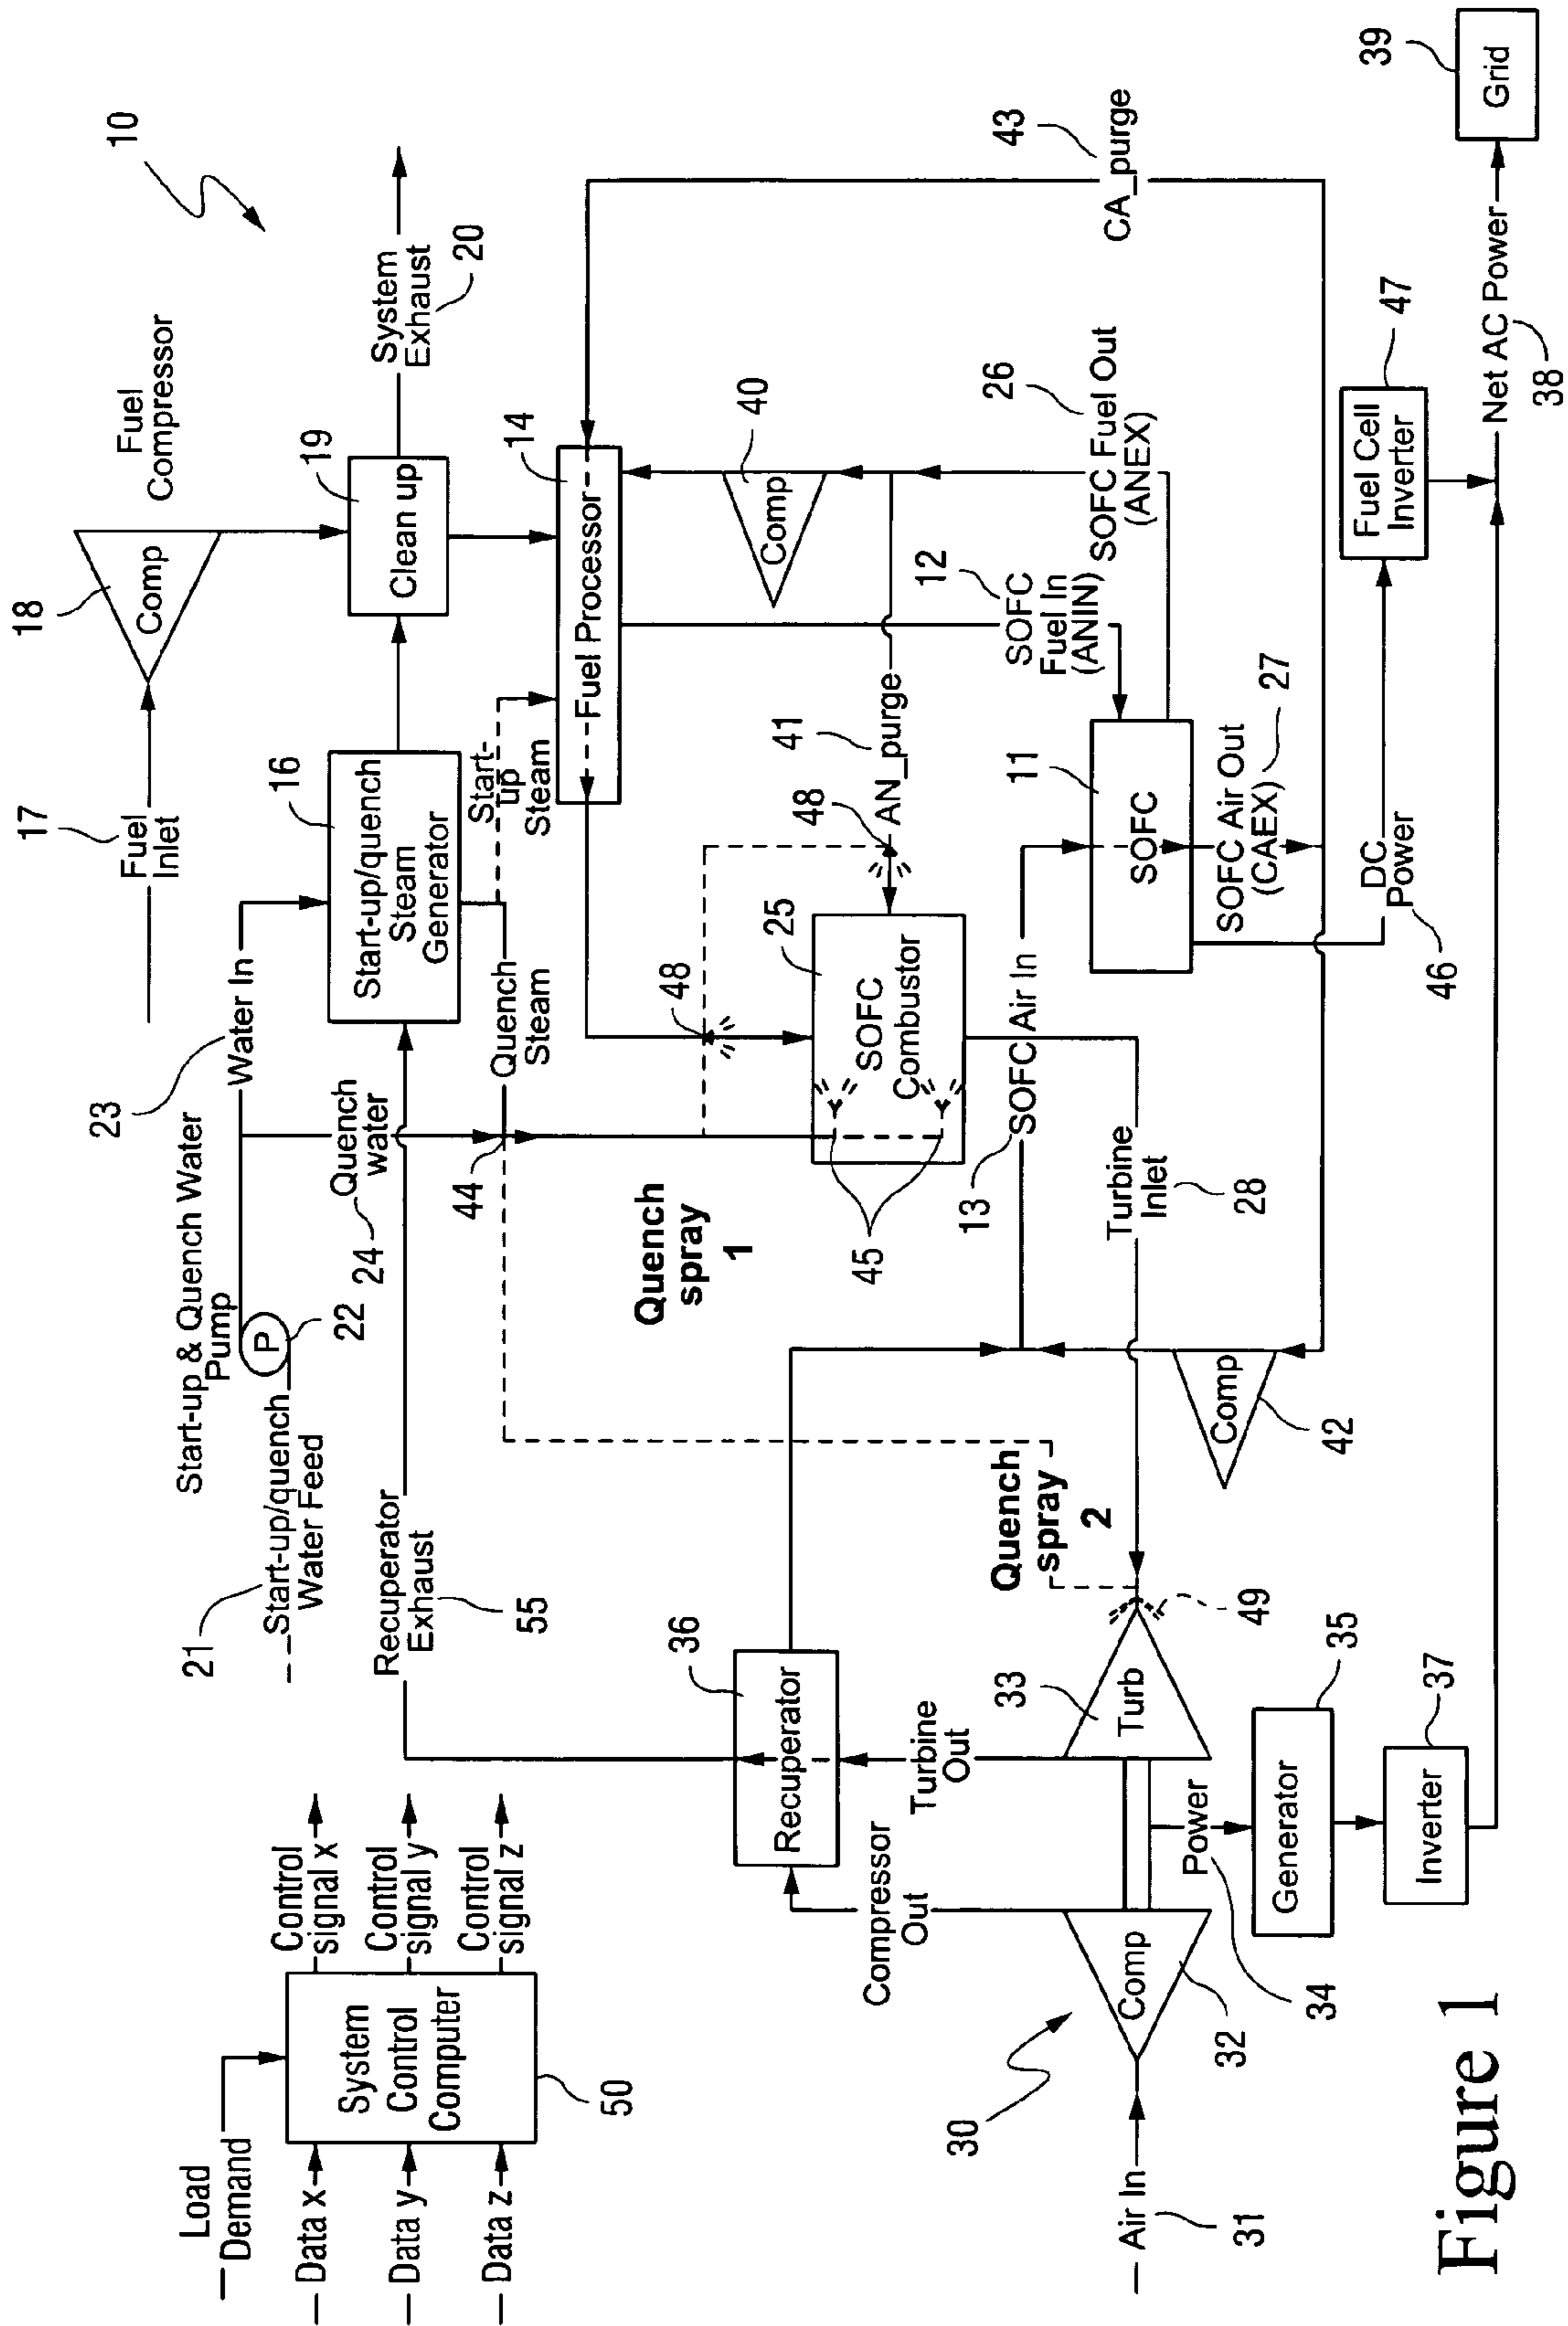 10
17
Fuel
Inlet
18
Comp
Fuel
Compressor
19
Clean up
System
Exhaust
20
Start-up & Quench Water
Pump
P
22
21
Start-up/quench
Water Feed
23
Water In
Quench
water
24
16
Start-up/quench
Steam
Generator
Start-
up
Steam
Quench
Steam
44
14
Fuel Processor
Recuperator
Exhaust
55
Load
Demand
Data x
Data y
Data z
System
Control
Computer
50
Control
signal x
Control
signal y
Control
signal z
Quench
spray
1
48
48
25
SOFC
Combustor
45
41
AN_purge
40
Comp
12
SOFC
Fuel In
(ANIN)
26
SOFC Fuel Out
(ANEX)
43
CA_purge
36
Recuperator
Compressor
Out
Turbine
Out
Quench
spray
2
13
SOFC Air In
11
SOFC
SOFC Air Out
(CAEX)
27
Turbine
Inlet
28
Comp
42
30
Air In
31
Comp
32
33
Turb
49
Power
34
Generator
35
Inverter
37
DC
Power
46
Fuel Cell
Inverter
47
Net AC Power
38
Grid
39
Figure 1